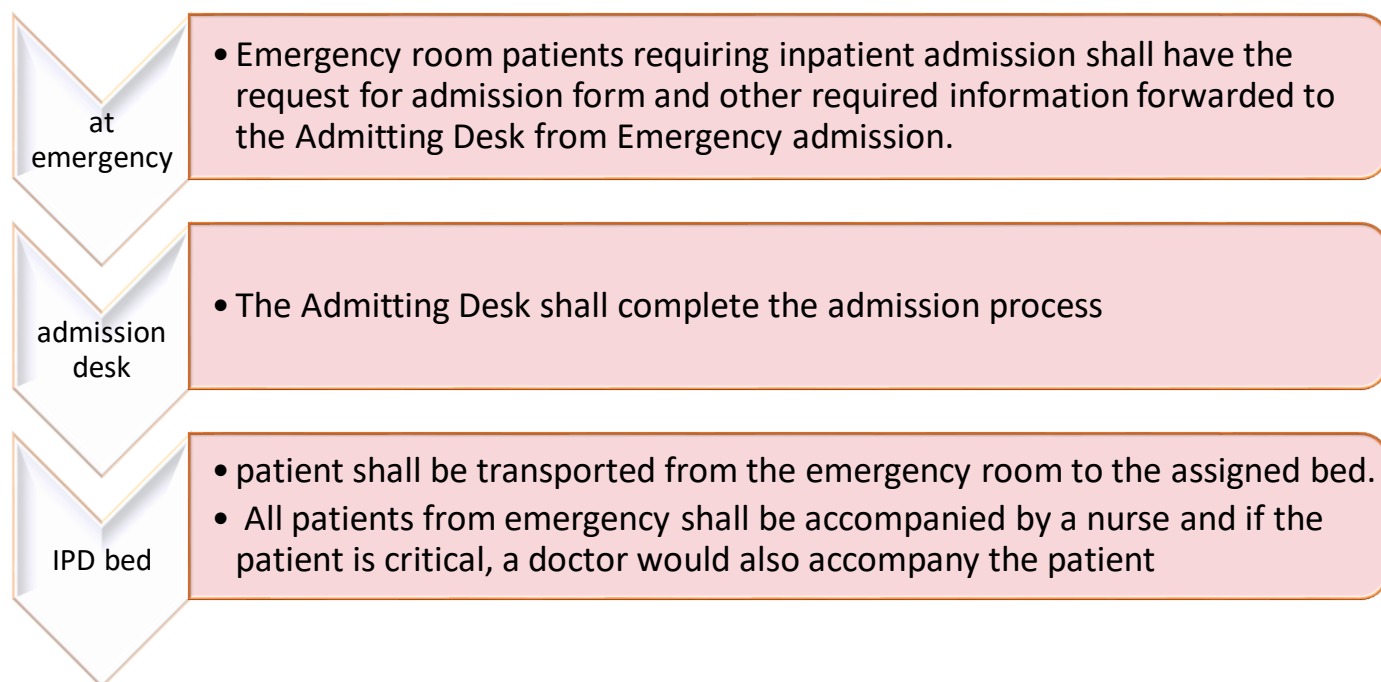 at
emergency
• Emergency room patients requiring inpatient admission shall have the
request for admission form and other required information forwarded to
the Admitting Desk from Emergency admission.
admission
desk
• The Admitting Desk shall complete the admission process
IPD bed
• patient shall be transported from the emergency room to the assigned bed.
• All patients from emergency shall be accompanied by a nurse and if the
patient is critical, a doctor would also accompany the patient